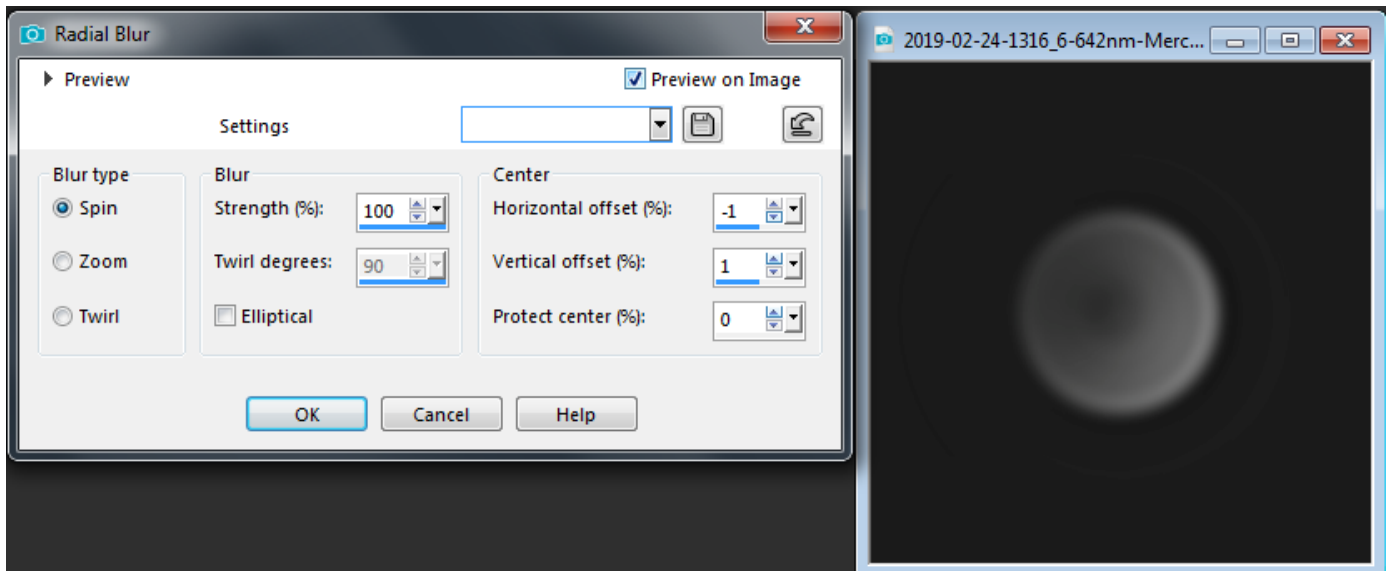 Radial Blur
Preview
Preview on Image
Settings
Blur type
Spin
Zoom
Twirl
Blur
Strength (%): 100
Twirl degrees: 90
Elliptical
Center
Horizontal offset (%): -1
Vertical offset (%): 1
Protect center (%): 0
OK Cancel Help
2019-02-24-1316_6-642nm-Merc...